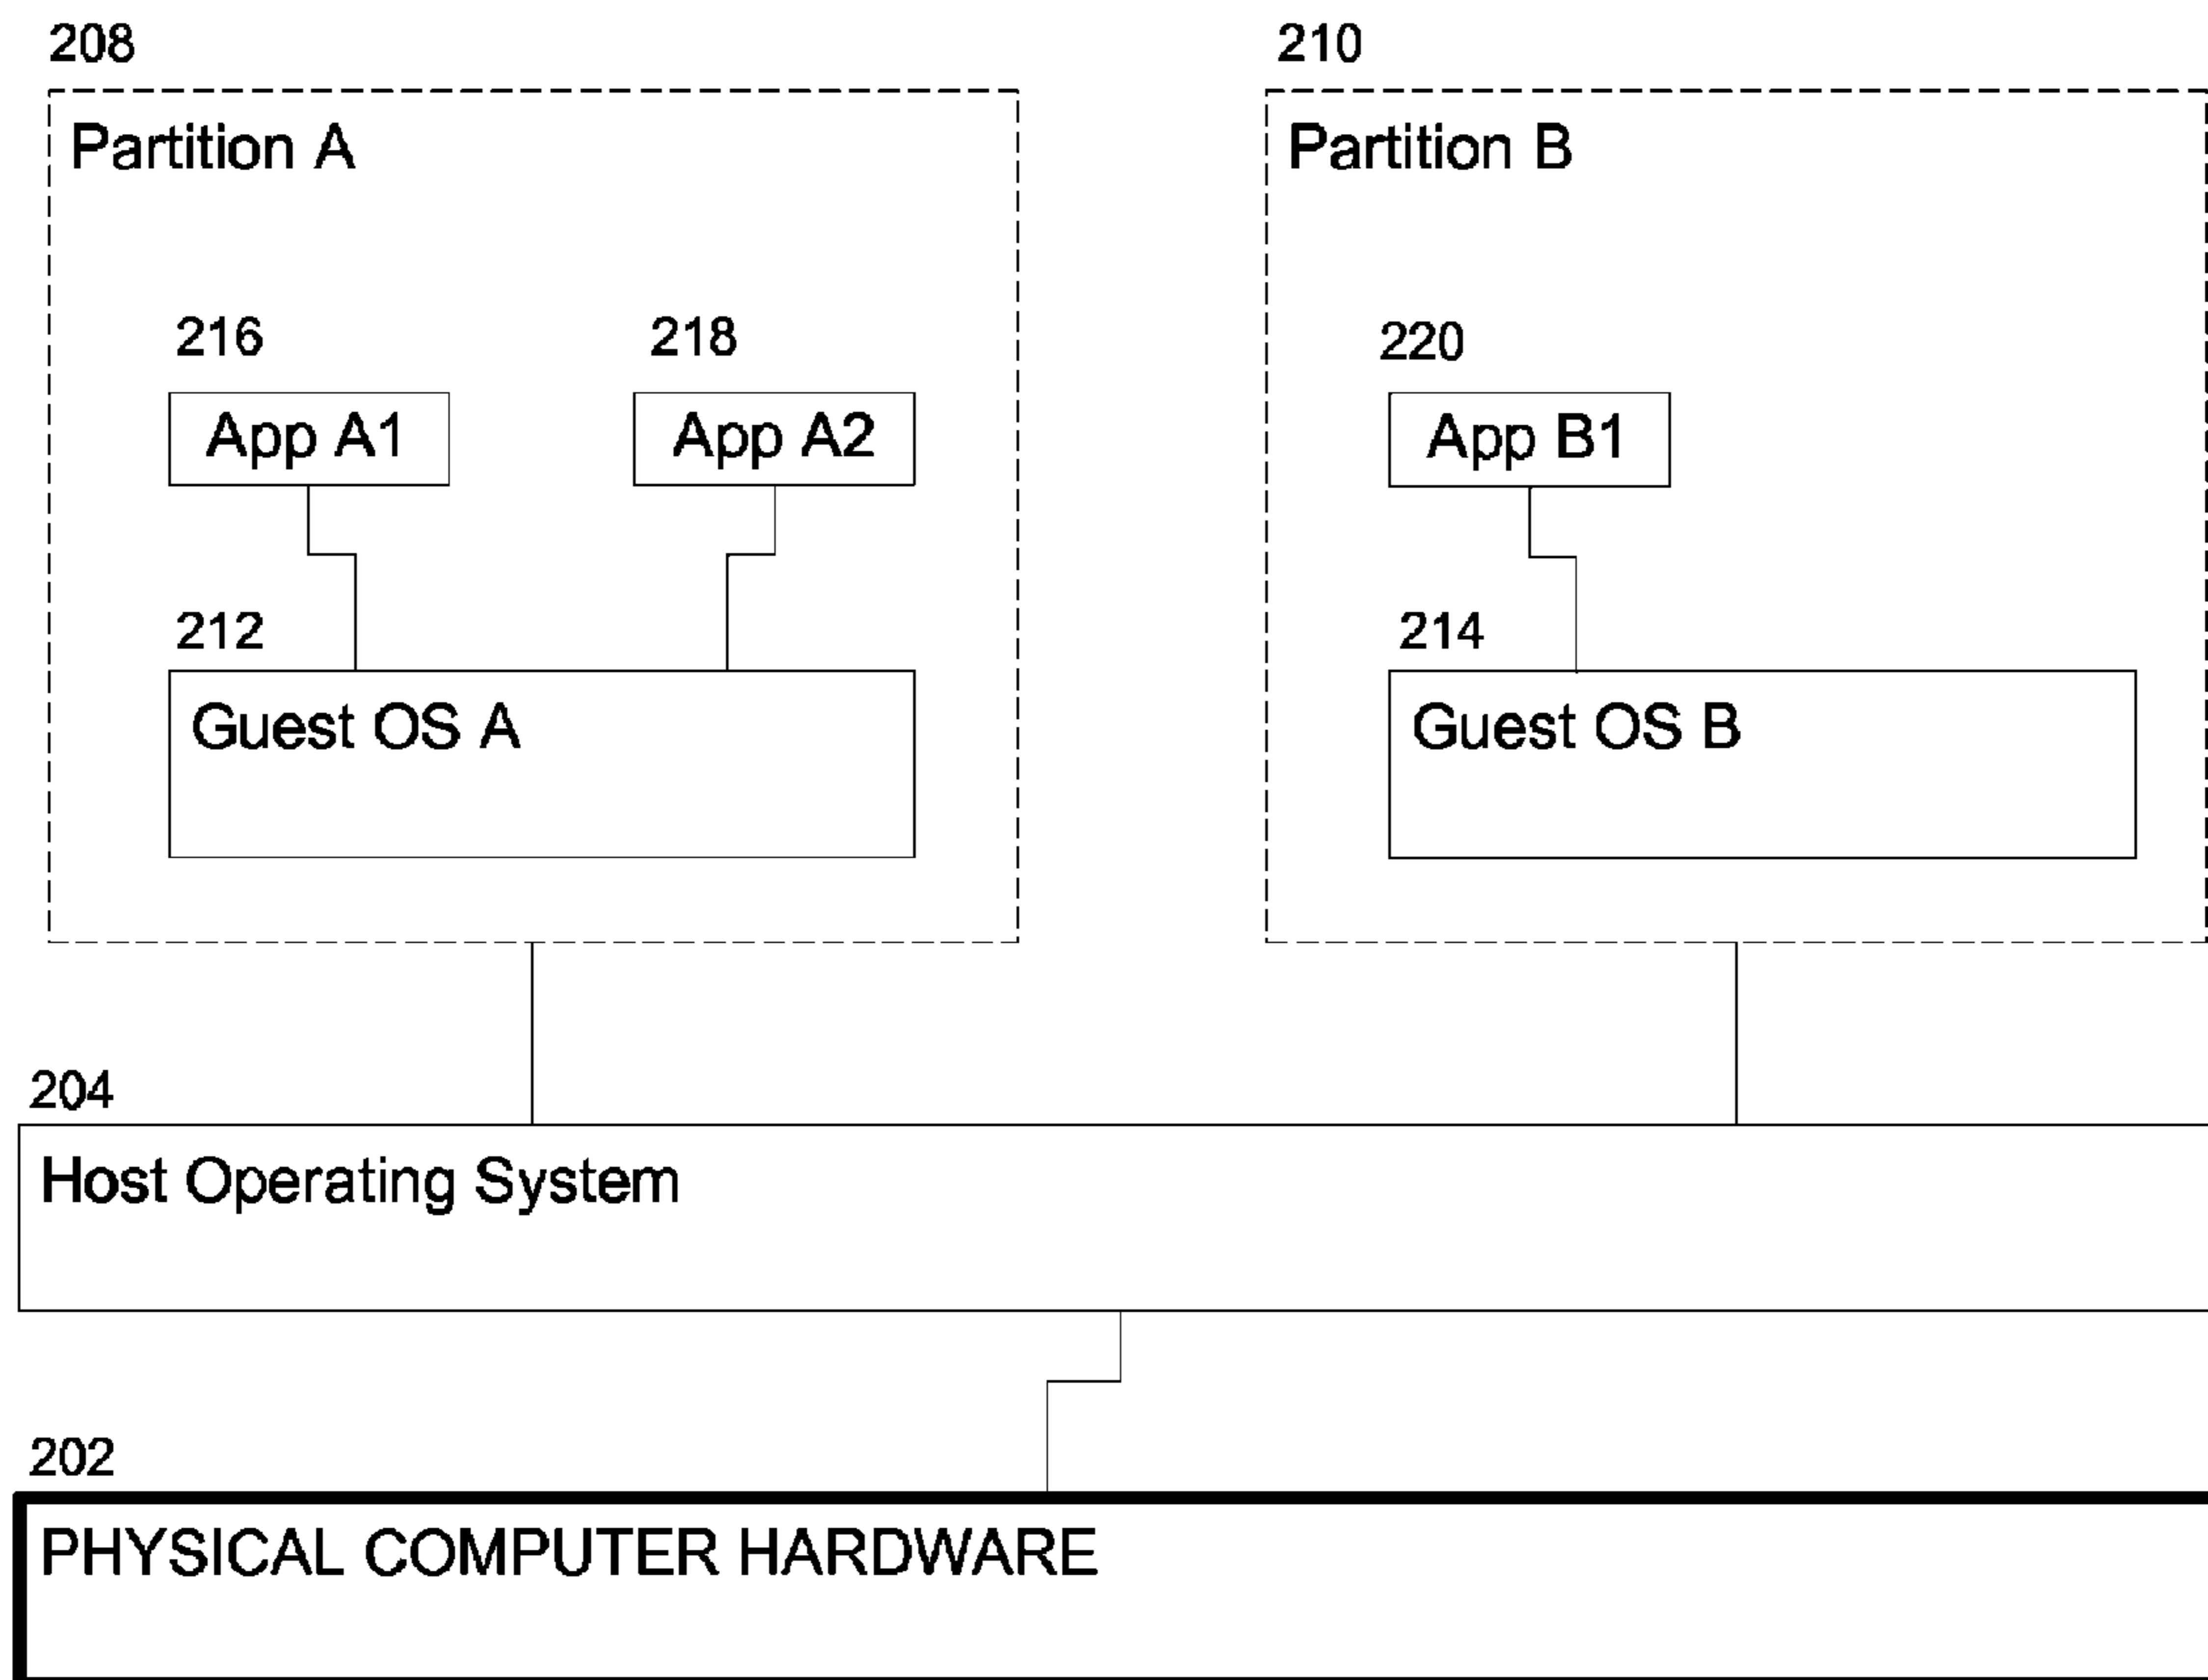 208
210
Partition A
Partition B
216
218
220
App A1
App A2
App B1
212
214
Guest OS A
Guest OS B
204
Host Operating System
202
PHYSICAL COMPUTER HARDWARE